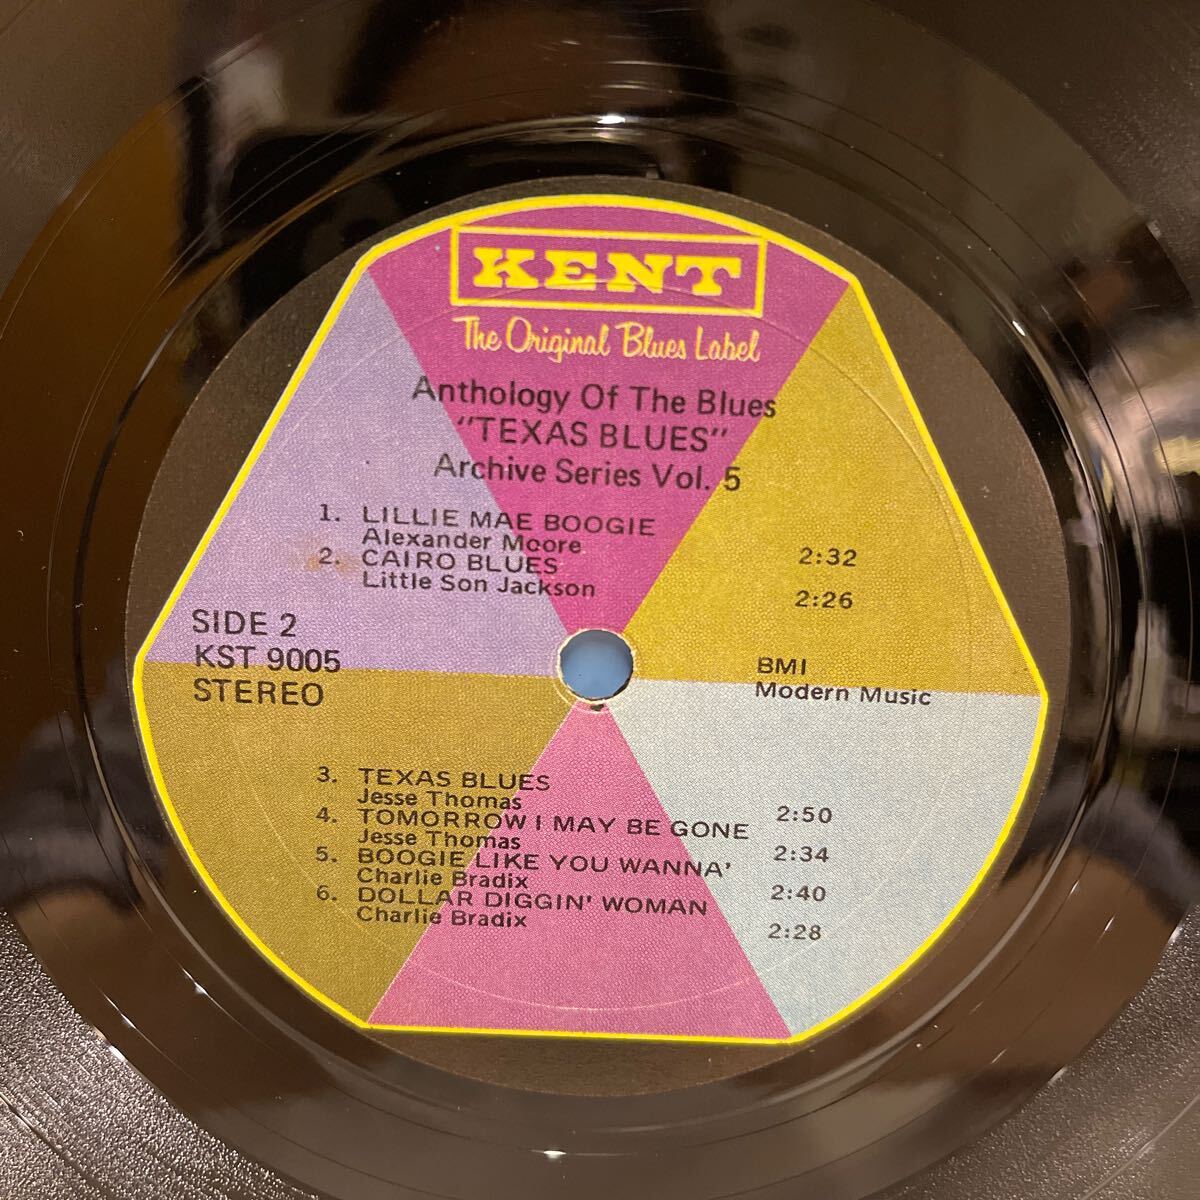 KENT
The Original Blues Label
Anthology Of The Blues
"TEXAS BLUES"
Archive Series Vol. 5
1. LILLIE MAE BOOGIE
Alexander Moore 2:32
2. CAIRO BLUES
Little Son Jackson 2:26
SIDE 2
KST 9005
STEREO
BMI
Modern Music
3. TEXAS BLUES
Jesse Thomas 2:50
4. TOMORROW I MAY BE GONE
Jesse Thomas 2:34
5. BOOGIE LIKE YOU WANNA'
Charlie Bradix 2:40
6. DOLLAR DIGGIN' WOMAN
Charlie Bradix 2:28